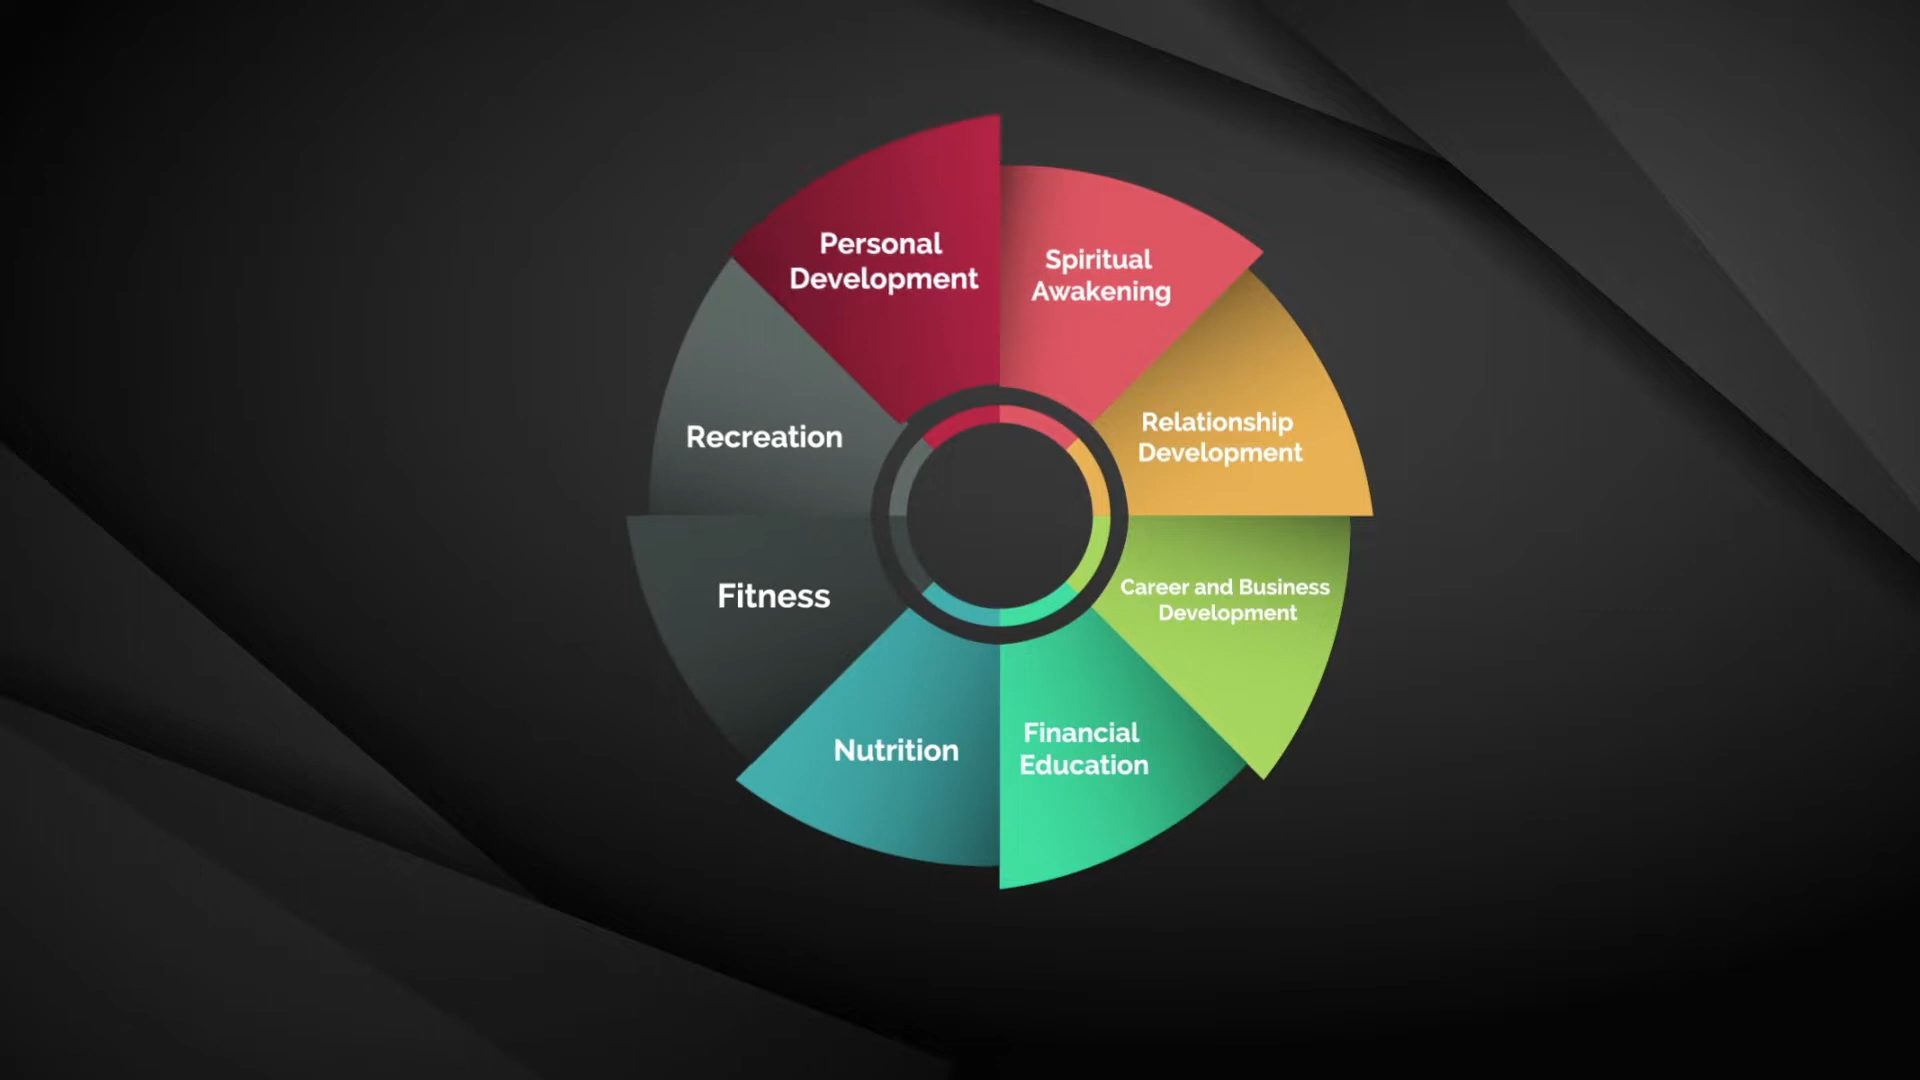 Personal
Development
Spiritual
Awakening
Relationship
Development
Career and Business
Development
Financial
Education
Nutrition
Fitness
Recreation